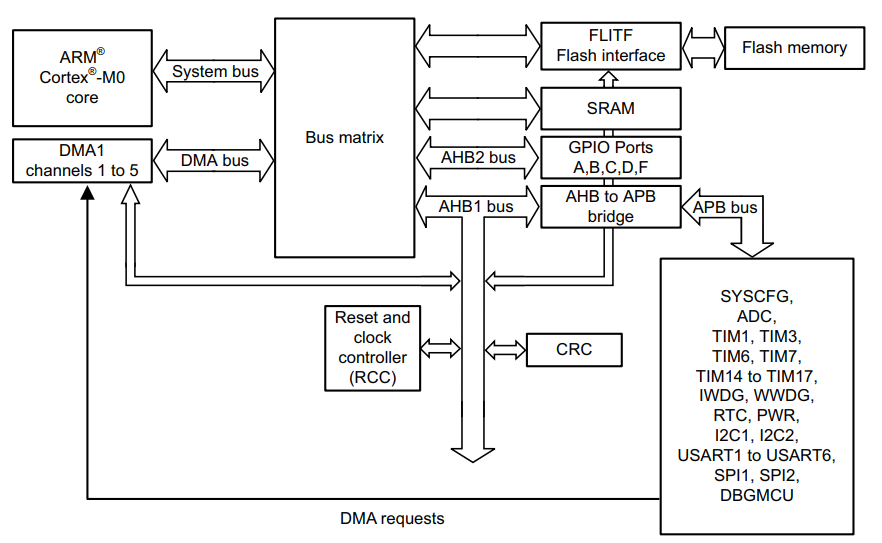 ARM®
Cortex®-M0
core
System bus
DMA1
channels 1 to 5
DMA bus
Bus matrix
FLITF
Flash interface
Flash memory
SRAM
AHB2 bus
GPIO Ports
A,B,C,D,F
AHB1 bus
AHB to APB
bridge
APB bus
Reset and
clock
controller
(RCC)
CRC
SYSCFG,
ADC,
TIM1, TIM3,
TIM6, TIM7,
TIM14 to TIM17,
IWDG, WWDG,
RTC, PWR,
I2C1, I2C2,
USART1 to USART6,
SPI1, SPI2,
DBGMCU
DMA requests